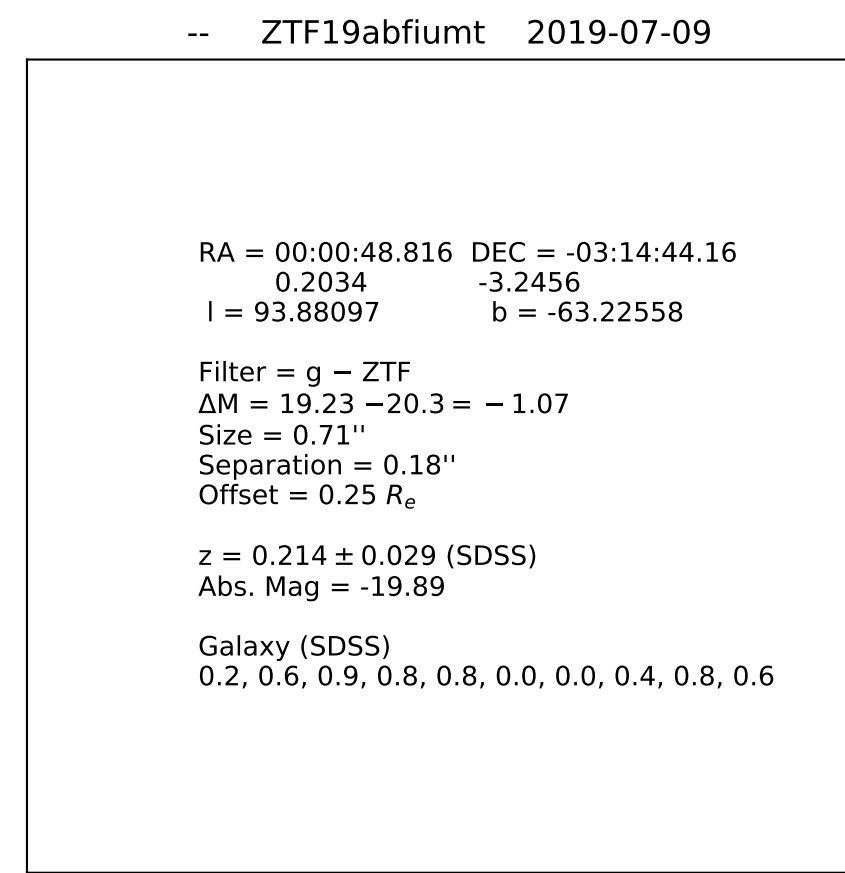 -- ZTF19abfiumt 2019-07-09
RA = 00:00:48.816 DEC = -03:14:44.16
0.2034 -3.2456
l = 93.88097 b = -63.22558
Filter = g − ZTF
ΔM = 19.23 −20.3 = − 1.07
Size = 0.71''
Separation = 0.18''
Offset = 0.25 Re
z = 0.214 ± 0.029 (SDSS)
Abs. Mag = -19.89
Galaxy (SDSS)
0.2, 0.6, 0.9, 0.8, 0.8, 0.0, 0.0, 0.4, 0.8, 0.6